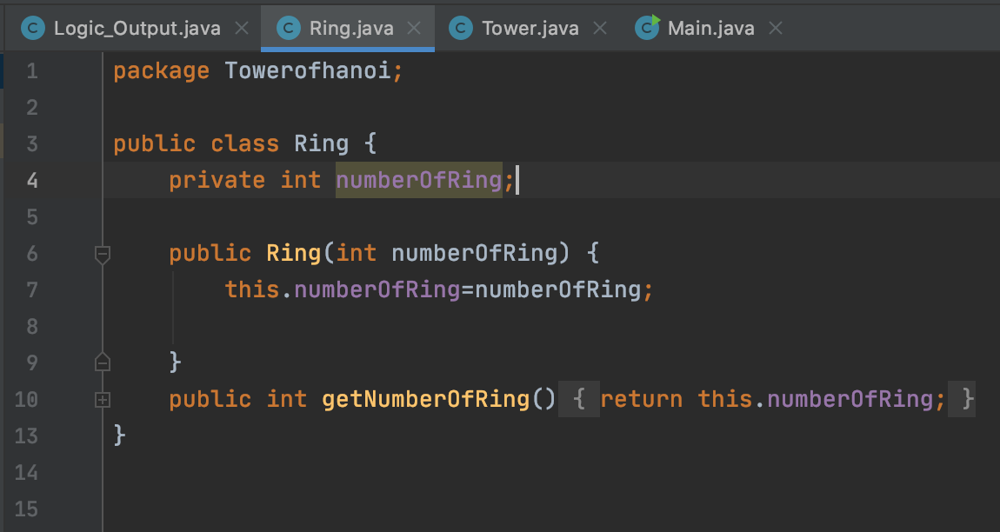 C Logic_Output.java × C Ring.java × C Tower.java × C Main.java ×
1 package Towerofhanoi;
2
3 public class Ring {
4 private int numberOfRing;
5
6 public Ring(int numberOfRing) {
7 this.numberOfRing=numberOfRing;
8
9 }
10 public int getNumberOfRing() { return this.numberOfRing; }
13 }
14
15